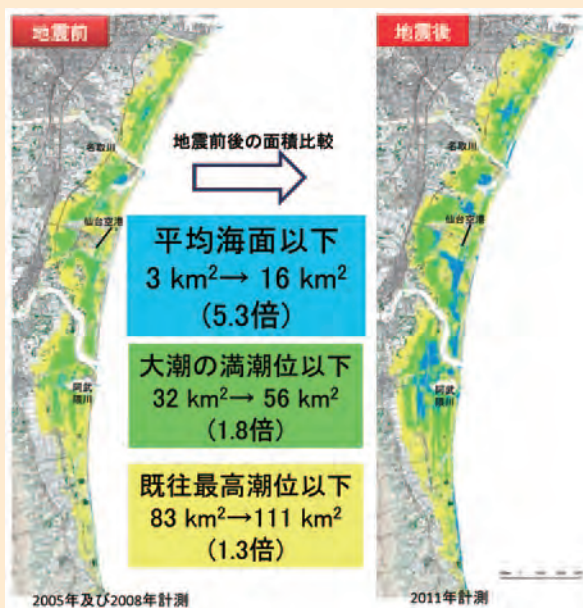 地震前
地震後
地震前後の面積比較
名取川
名取川
仙台空港
仙台空港
平均海面以下
3 km²→ 16 km²
(5.3倍)
大潮の満潮位以下
32 km²→ 56 km²
(1.8倍)
阿武
隈川
阿武
隈川
既往最高潮位以下
83 km²→111 km²
(1.3倍)
2005年及び2008年計測
2011年計測